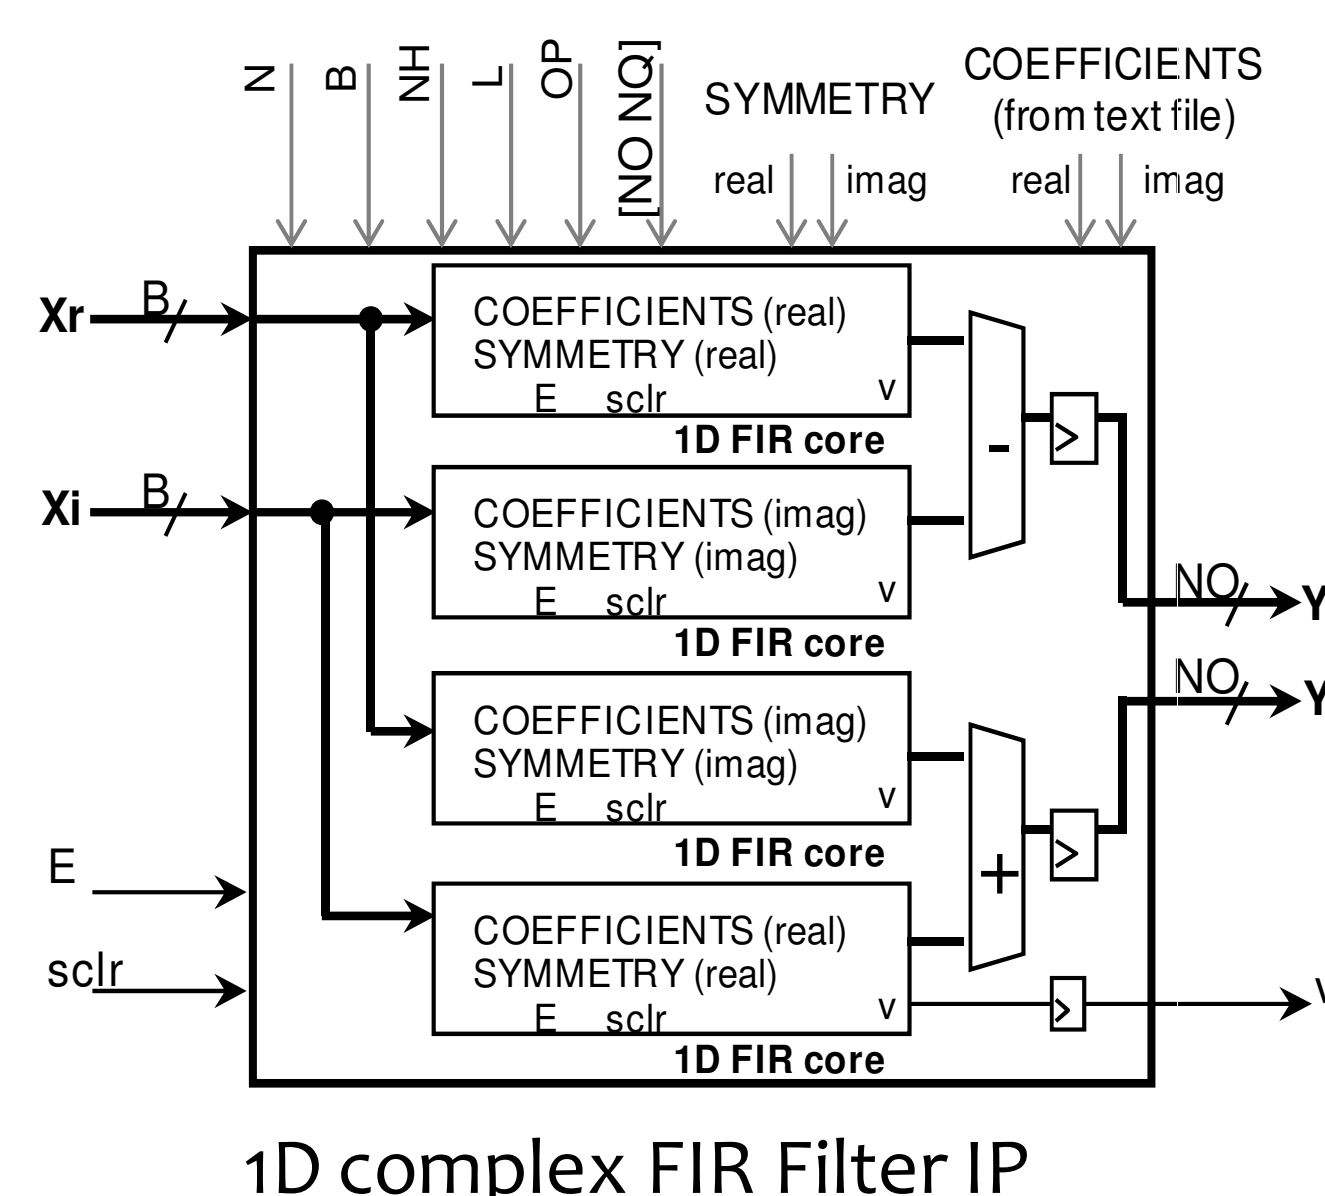 N
B
NH
L
OP
[NO NQ]
SYMMETRY
real
imag
COEFFICIENTS
(from text file)
real
imag
Xr
B
COEFFICIENTS (real)
SYMMETRY (real)
E sclr v
1D FIR core
-
Xi
B
COEFFICIENTS (imag)
SYMMETRY (imag)
E sclr v
1D FIR core
NO
Y
NO
Y
COEFFICIENTS (imag)
SYMMETRY (imag)
E sclr v
1D FIR core
+
E
sclr
COEFFICIENTS (real)
SYMMETRY (real)
E sclr v
1D FIR core
v
1D complex FIR Filter IP